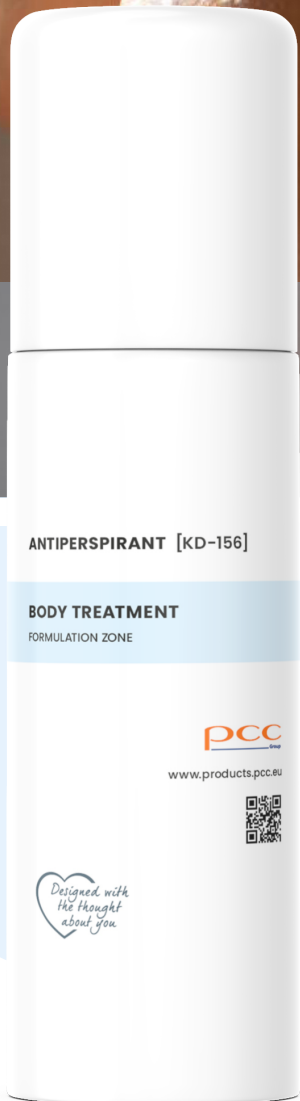 ANTIPERSPIRANT [KD-156]
BODY TREATMENT
FORMULATION ZONE
pcc
Group
www.products.pcc.eu
Designed with
the thought
about you